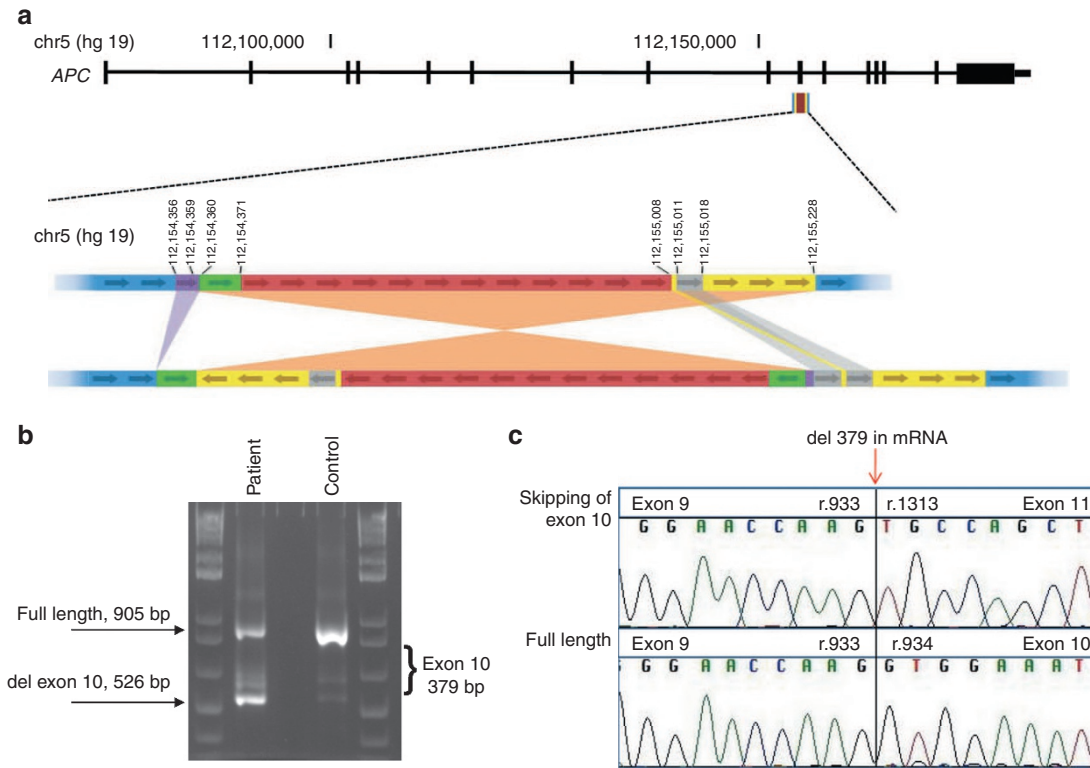 a
chr5 (hg 19)
112,100,000
112,150,000
APC
chr5 (hg 19)
112,154,356
112,154,359
112,154,360
112,154,371
112,155,008
112,155,011
112,155,018
112,155,228
b
Patient
Control
Full length, 905 bp
del exon 10, 526 bp
Exon 10
379 bp
c
del 379 in mRNA
Skipping of
exon 10
Exon 9 r.933 r.1313 Exon 11
G G A A C C A A G T G C C A G C T
Full length
Exon 9 r.933 r.934 Exon 10
G G A A C C A A G G T G G A A A T